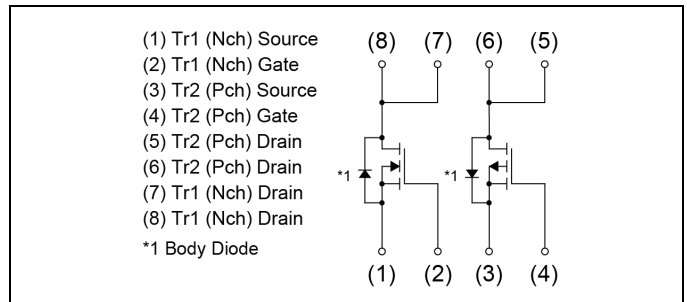 (1) Tr1 (Nch) Source
(2) Tr1 (Nch) Gate
(3) Tr2 (Pch) Source
(4) Tr2 (Pch) Gate
(5) Tr2 (Pch) Drain
(6) Tr2 (Pch) Drain
(7) Tr1 (Nch) Drain
(8) Tr1 (Nch) Drain
*1 Body Diode
(8) (7) (6) (5)
*1 *1
(1) (2) (3) (4)